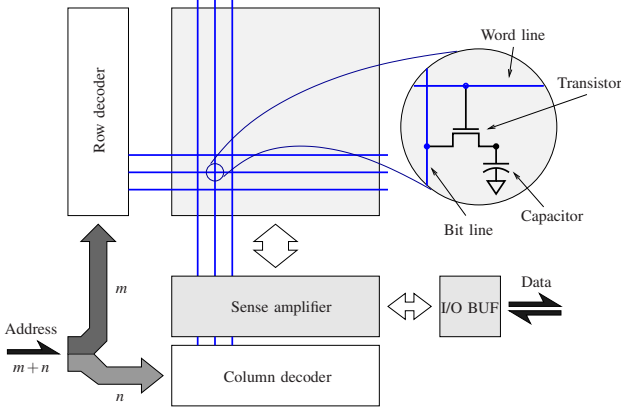 Word line
Transistor
Row decoder
Capacitor
Bit line
m
Data
Sense amplifier
I/O BUF
Address
m+n
Column decoder
n